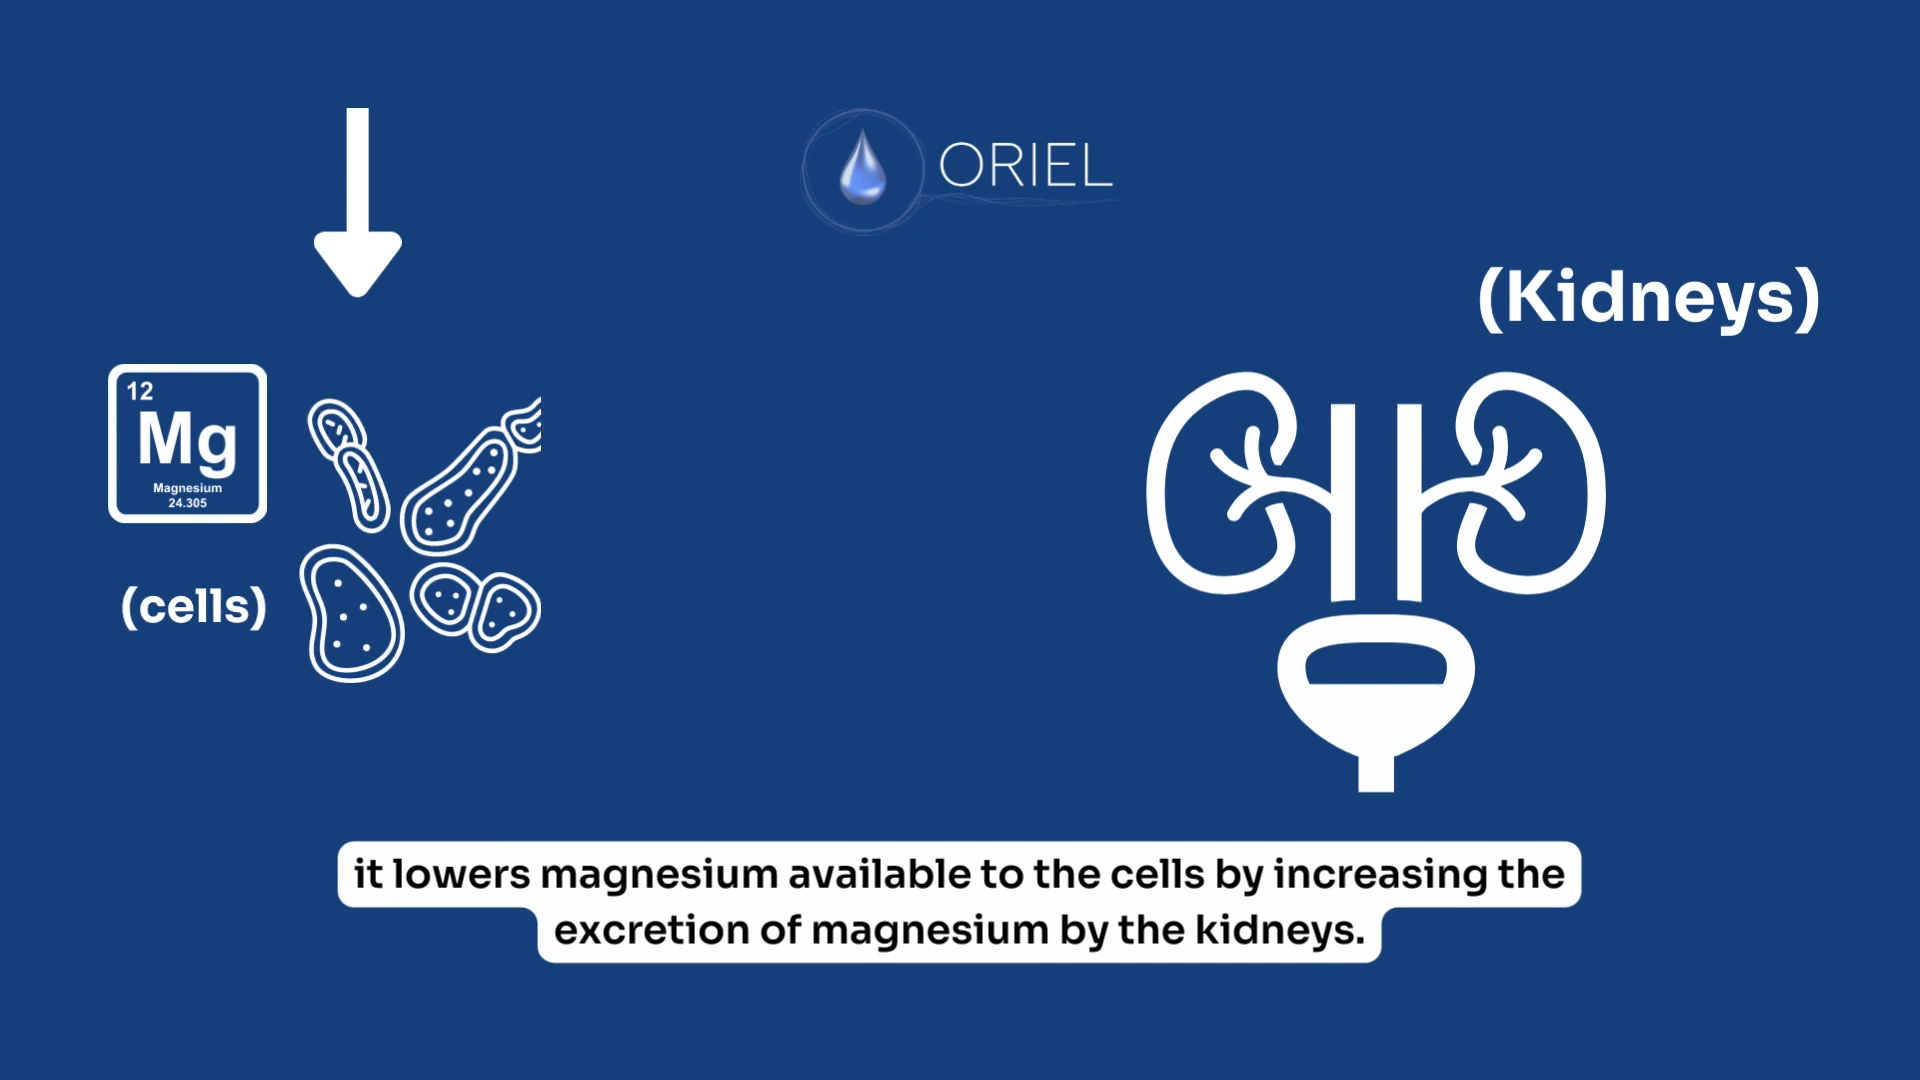 ORIEL
(Kidneys)
12
Mg
Magnesium
24.305
(cells)
it lowers magnesium available to the cells by increasing the
excretion of magnesium by the kidneys.